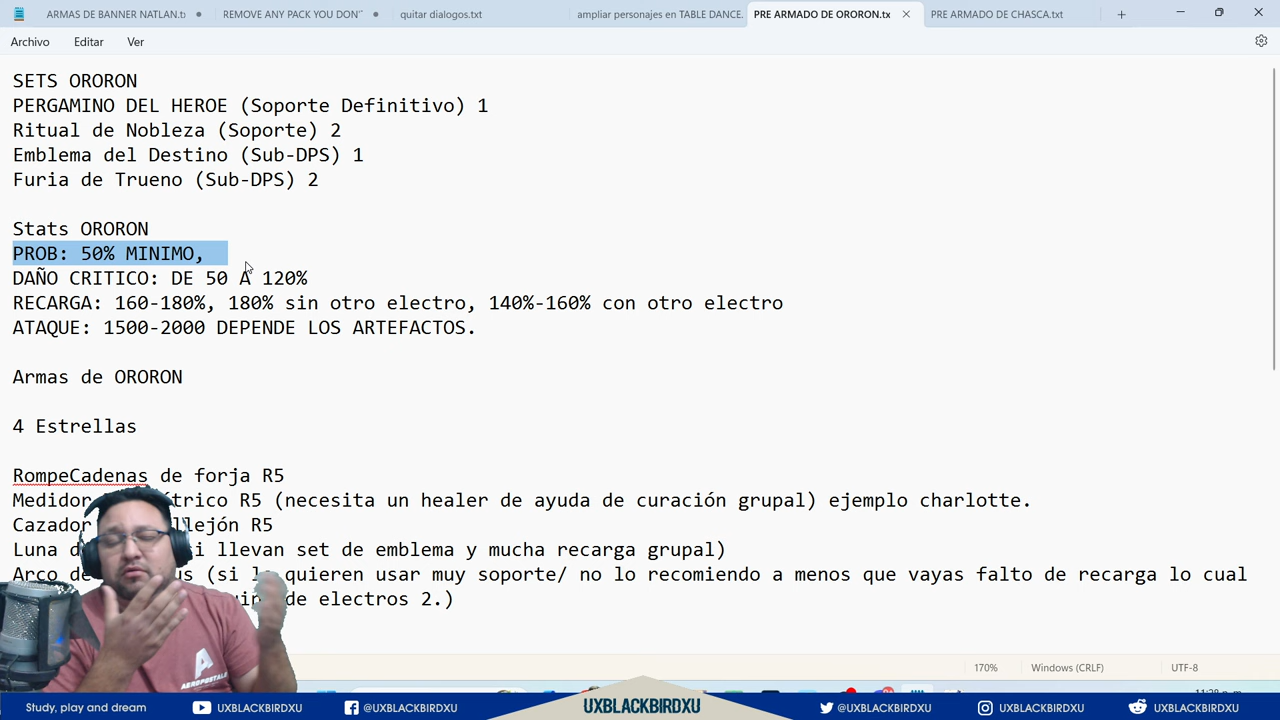 ARMAS DE BANNER NATLAN.t
REMOVE ANY PACK YOU DON'
quitar dialogos.txt
ampliar personajes en TABLE DANCE.
PRE ARMADO DE ORORON.tx
PRE ARMADO DE CHASCA.txt
Archivo Editar Ver
SETS ORORON
PERGAMINO DEL HEROE (Soporte Definitivo) 1
Ritual de Nobleza (Soporte) 2
Emblema del Destino (Sub-DPS) 1
Furia de Trueno (Sub-DPS) 2
Stats ORORON
PROB: 50% MINIMO,
DAÑO CRITICO: DE 50 A 120%
RECARGA: 160-180%, 180% sin otro electro, 140%-160% con otro electro
ATAQUE: 1500-2000 DEPENDE LOS ARTEFACTOS.
Armas de ORORON
4 Estrellas
RompeCadenas de forja R5
Medidor R5 (necesita un healer de ayuda de curación grupal) ejemplo charlotte.
Cazador R5
Luna si llevan set de emblema y mucha recarga grupal)
Arco (si quieren usar muy soporte/ no lo recomiendo a menos que vayas falto de recarga lo cual
de electros 2.)
170% Windows (CRLF) UTF-8
Study, play and dream
UXBLACKBIRDXU
@UXBLACKBIRDXU
UXBLACKBIRDXU
@UXBLACKBIRDXU
UXBLACKBIRDXU
UXBLACKBIRDXU